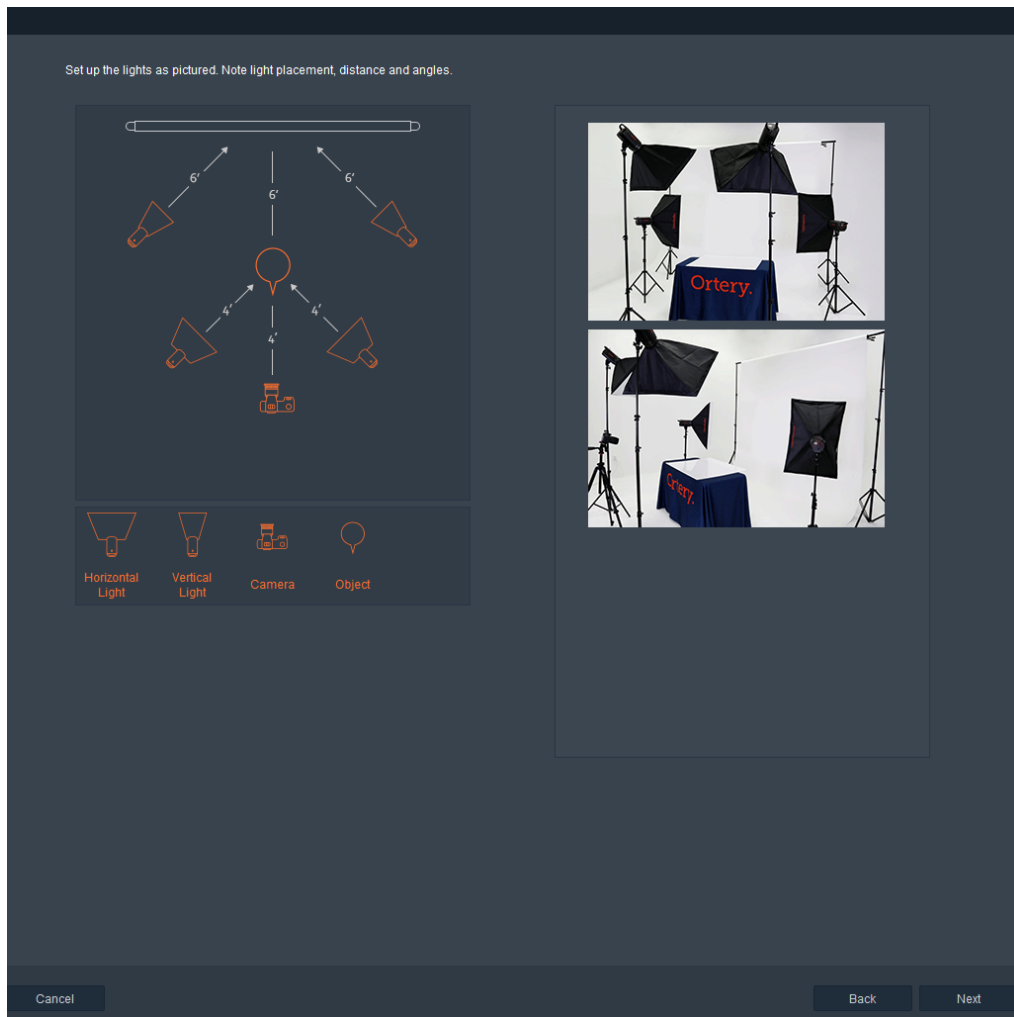 Set up the lights as pictured. Note light placement, distance and angles.
6′
6′
6′
4′
4′
4′
Horizontal
Light
Vertical
Light
Camera
Object
Ortery.
Ortery.
Cancel
Back
Next